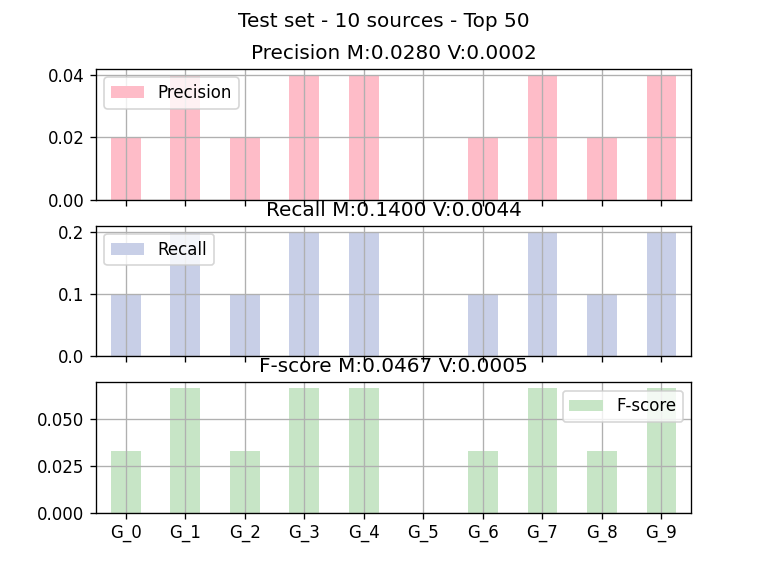 Test set - 10 sources - Top 50
Precision M:0.0280 V:0.0002
0.04
0.02
0.00
Precision
Recall M:0.1400 V:0.0044
0.2
0.1
0.0
Recall
F-score M:0.0467 V:0.0005
0.050
0.025
0.000
F-score
G_0 G_1 G_2 G_3 G_4 G_5 G_6 G_7 G_8 G_9